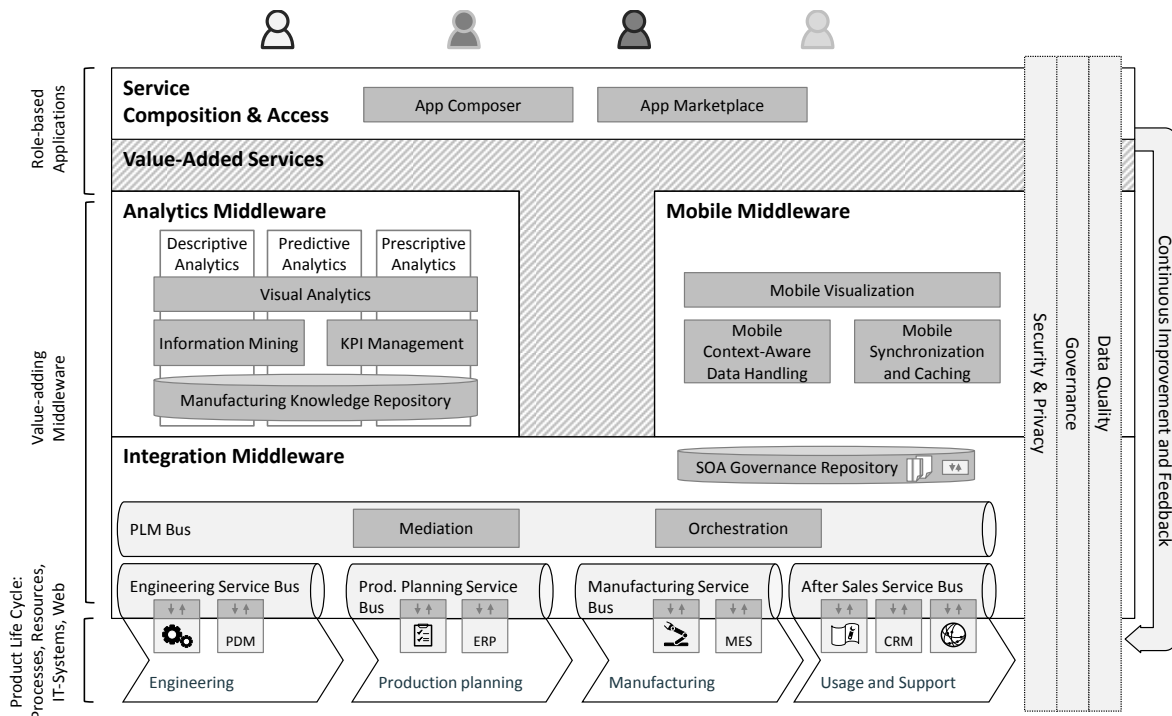 Role-based
Applications
Service
Composition & Access
App Composer
App Marketplace
Value-Added Services
Value-adding
Middleware
Analytics Middleware
Descriptive
Analytics
Predictive
Analytics
Prescriptive
Analytics
Visual Analytics
Information Mining
KPI Management
Manufacturing Knowledge Repository
Mobile Middleware
Mobile Visualization
Mobile
Context-Aware
Data Handling
Mobile
Synchronization
and Caching
Integration Middleware
SOA Governance Repository
PLM Bus
Mediation
Orchestration
Engineering Service Bus
Prod. Planning Service
Bus
Manufacturing Service
Bus
After Sales Service Bus
PDM
ERP
MES
CRM
Product Life Cycle:
Processes, Resources,
IT-Systems, Web
Engineering
Production planning
Manufacturing
Usage and Support
Security & Privacy
Governance
Data Quality
Continuous Improvement and Feedback